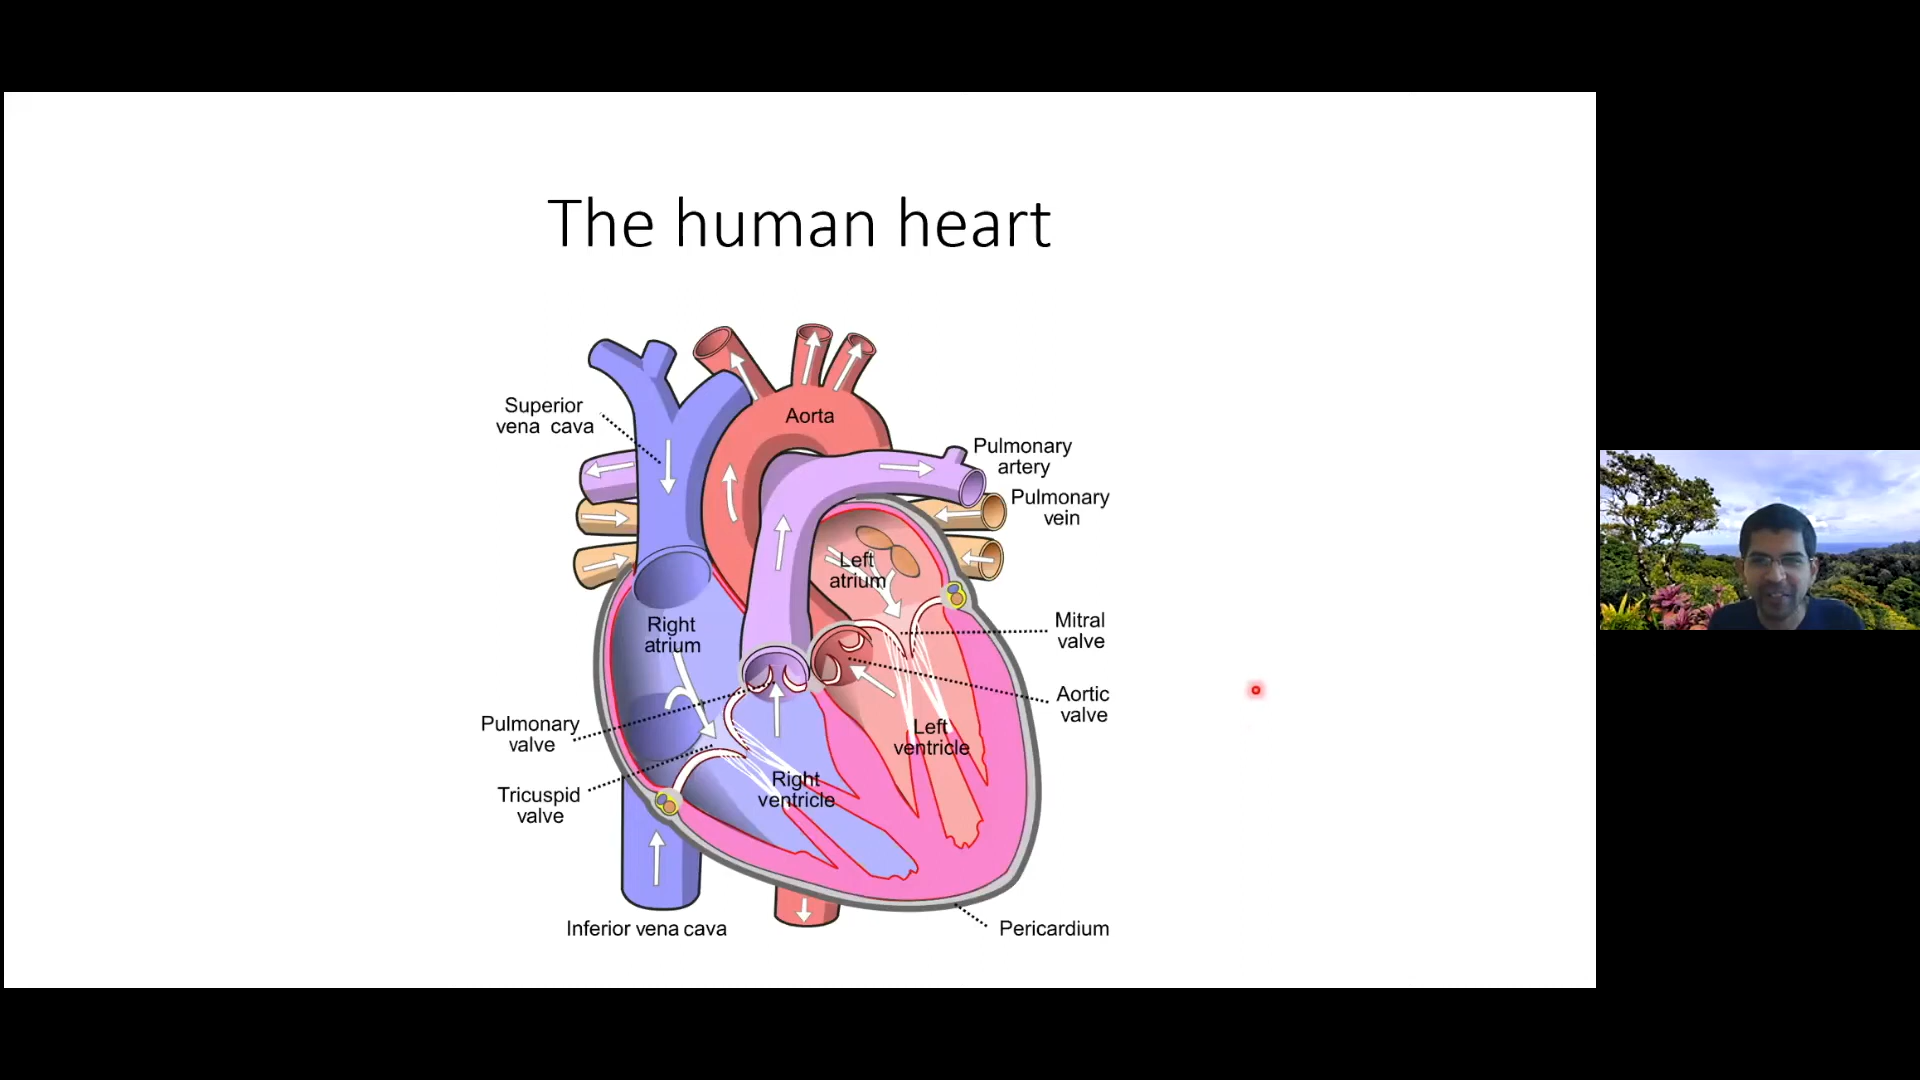 The human heart
Superior
vena cava
Aorta
Pulmonary
artery
Pulmonary
vein
Left
atrium
Right
atrium
Mitral
valve
Aortic
valve
Pulmonary
valve
Left
ventricle
Right
ventricle
Tricuspid
valve
Inferior vena cava
Pericardium